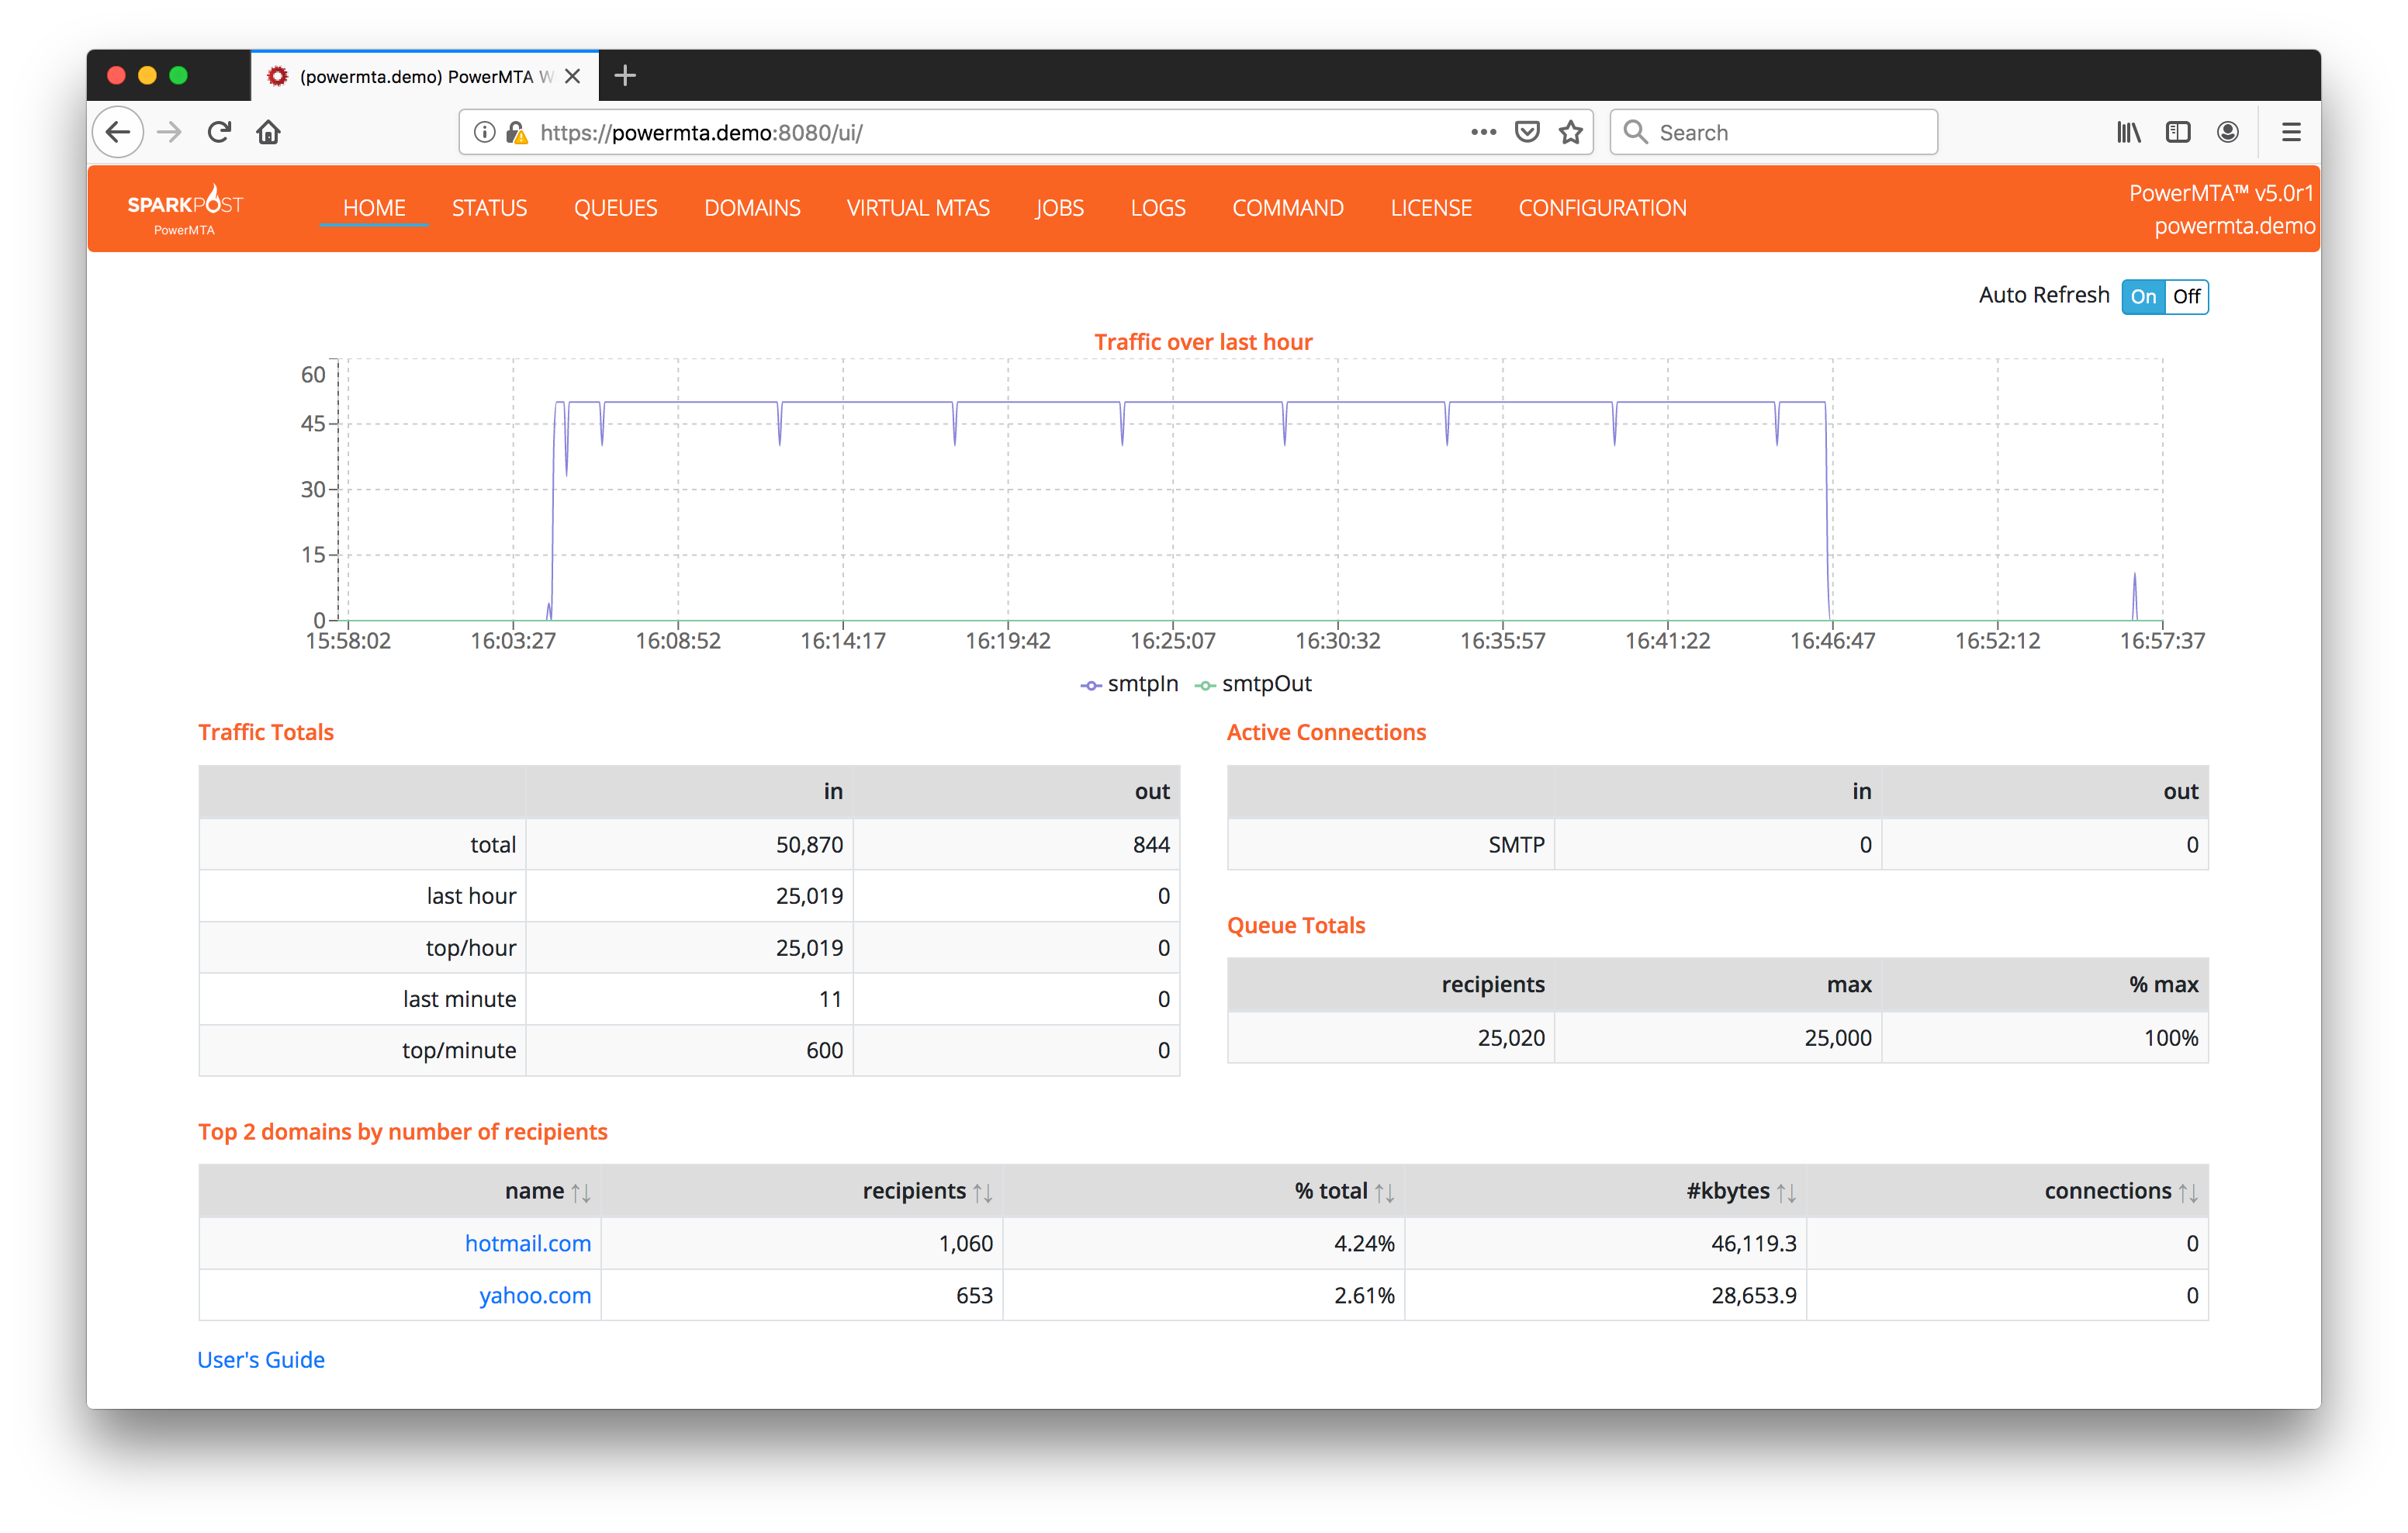 (powermta.demo) PowerMTA W
https://powermta.demo:8080/ui/
Search
SPARKPOST
PowerMTA
HOME STATUS QUEUES DOMAINS VIRTUAL MTAS JOBS LOGS COMMAND LICENSE CONFIGURATION
PowerMTA™ v5.0r1
powermta.demo
Auto Refresh On Off
Traffic over last hour
60
45
30
15
0
15:58:02 16:03:27 16:08:52 16:14:17 16:19:42 16:25:07 16:30:32 16:35:57 16:41:22 16:46:47 16:52:12 16:57:37
smtpIn smtpOut
Traffic Totals
in out
total 50,870 844
last hour 25,019 0
top/hour 25,019 0
last minute 11 0
top/minute 600 0
Active Connections
in out
SMTP 0 0
Queue Totals
recipients max % max
25,020 25,000 100%
Top 2 domains by number of recipients
name recipients % total #kbytes connections
hotmail.com 1,060 4.24% 46,119.3 0
yahoo.com 653 2.61% 28,653.9 0
User's Guide